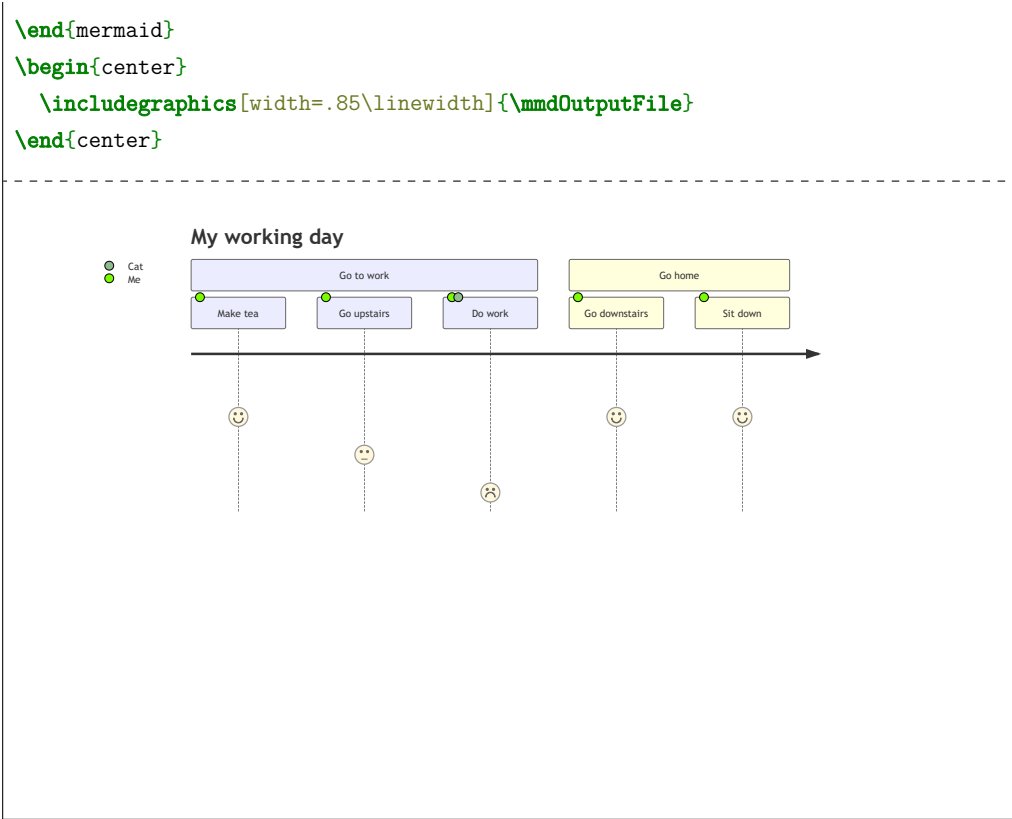 \end{mermaid}
\begin{center}
  \includegraphics[width=.85\linewidth]{\mmdOutputFile}
\end{center}
My working day
Cat
Me
Go to work
Go home
Make tea
Go upstairs
Do work
Go downstairs
Sit down